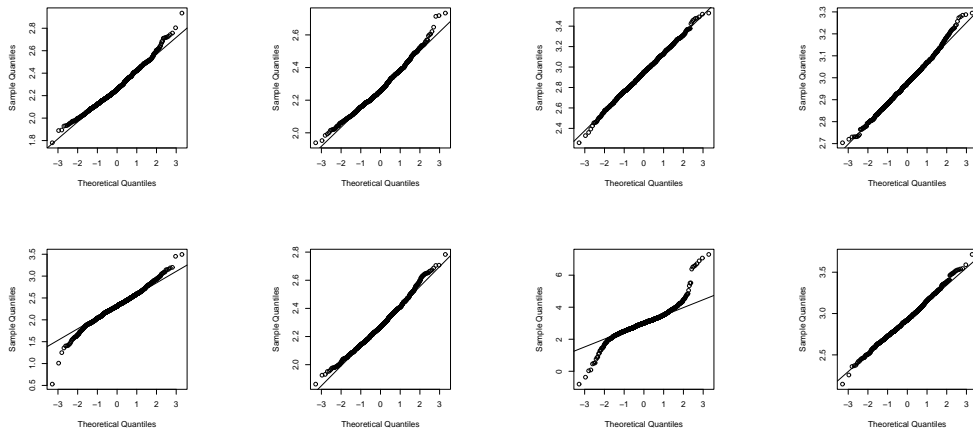 Sample Quantiles
1.8 2.0 2.2 2.4 2.6 2.8
−3 −2 −1 0 1 2 3
Theoretical Quantiles
Sample Quantiles
2.0 2.2 2.4 2.6
−3 −2 −1 0 1 2 3
Theoretical Quantiles
Sample Quantiles
2.4 2.6 2.8 3.0 3.2 3.4
−3 −2 −1 0 1 2 3
Theoretical Quantiles
Sample Quantiles
2.7 2.8 2.9 3.0 3.1 3.2 3.3
−3 −2 −1 0 1 2 3
Theoretical Quantiles
Sample Quantiles
0.5 1.0 1.5 2.0 2.5 3.0 3.5
−3 −2 −1 0 1 2 3
Theoretical Quantiles
Sample Quantiles
2.0 2.2 2.4 2.6 2.8
−3 −2 −1 0 1 2 3
Theoretical Quantiles
Sample Quantiles
0 2 4 6
−3 −2 −1 0 1 2 3
Theoretical Quantiles
Sample Quantiles
2.5 3.0 3.5
−3 −2 −1 0 1 2 3
Theoretical Quantiles